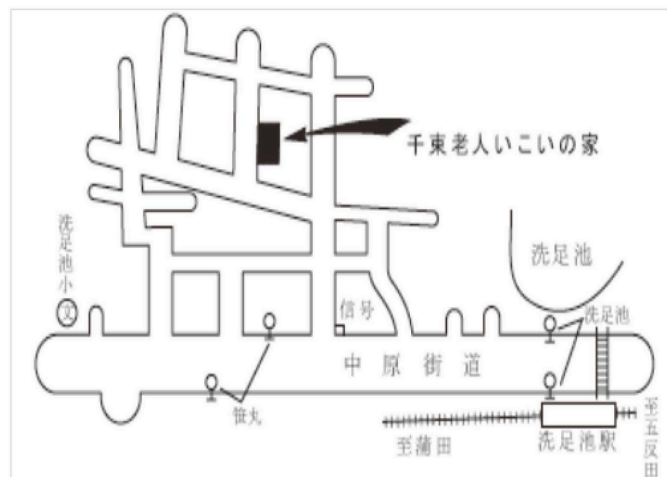 千束老人いこいの家
洗足池小
文
洗足池
信号
洗足池
中原街道
笹丸
至蒲田
洗足池駅
至五反田